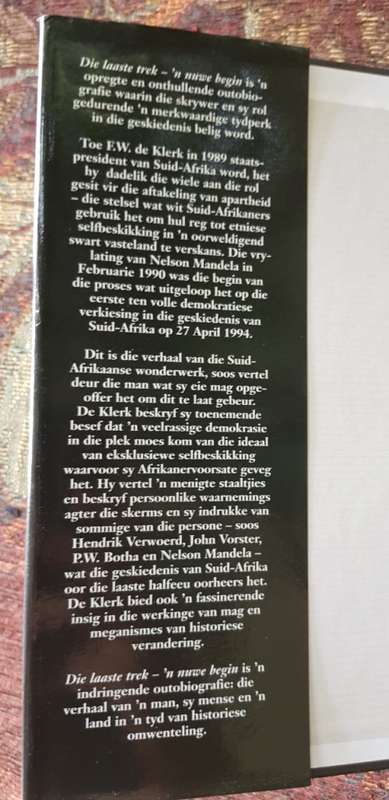 Die laaste trek – 'n nuwe begin is 'n
opregte en onthullende outobio-
grafie waarin die skrywer en sy rol
gedurende 'n merkwaardige tydperk
in die geskiedenis belig word.
Toe F.W. de Klerk in 1989 staats-
president van Suid-Afrika word, het
hy dadelik die wiele aan die rol
gesit vir die aftakeling van apartheid
– die stelsel wat wit Suid-Afrikaners
gebruik het om hul reg tot etniese
selfbeskikking in 'n oorweldigend
swart vasteland te verskans. Die vry-
lating van Nelson Mandela in
Februarie 1990 was die begin van
die proses wat uitgeloop het op die
eerste ten volle demokratiese
verkiesing in die geskiedenis van
Suid-Afrika op 27 April 1994.
Dit is die verhaal van die Suid-
Afrikaanse wonderwerk, soos vertel
deur die man wat sy eie mag opge-
offer het om dit te laat gebeur.
De Klerk beskryf sy toenemende
besef dat 'n veelrassige demokrasie
in die plek moes kom van die ideaal
van eksklusiewe selfbeskikking
waarvoor sy Afrikanervoorsate geveg
het. Hy vertel 'n menigte staaltjies
en beskryf persoonlike waarnemings
agter die skerms en sy indrukke van
sommige van die persone – soos
Hendrik Verwoerd, John Vorster,
P.W. Botha en Nelson Mandela –
wat die geskiedenis van Suid-Afrika
oor die laaste halfeeu oorheers het.
De Klerk bied ook 'n fassinerende
insig in die werkinge van mag en
meganismes van historiese
verandering.
Die laaste trek – 'n nuwe begin is 'n
indringende outobiografie: die
verhaal van 'n man, sy mense en 'n
land in 'n tyd van historiese
omwenteling.